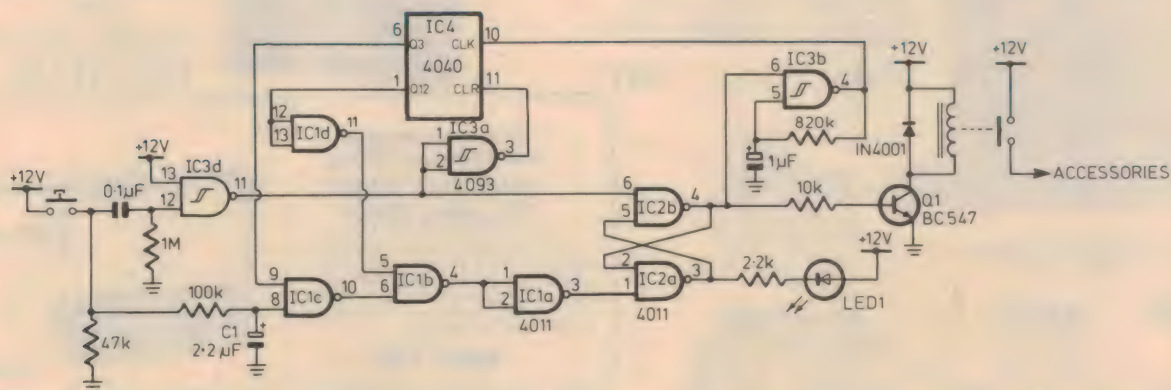 IC4
6
10
Q3
CLK
4040
1
11
Q12
CLR
+12V
IC3b
6
4
5
820k
1µF
+12V
IN4001
ACCESSORIES
12
13
IC1d
11
IC3a
1
2
3
4093
+12V
IC3d
+12V
0·1µF
13
12
11
1M
6
5
IC2b
4
10k
Q1
BC547
+12V
5
6
IC1b
4
1
2
IC1a
3
4011
2
1
IC2a
3
4011
2·2k
LED1
9
8
IC1c
10
100k
C1
2·2µF
47k